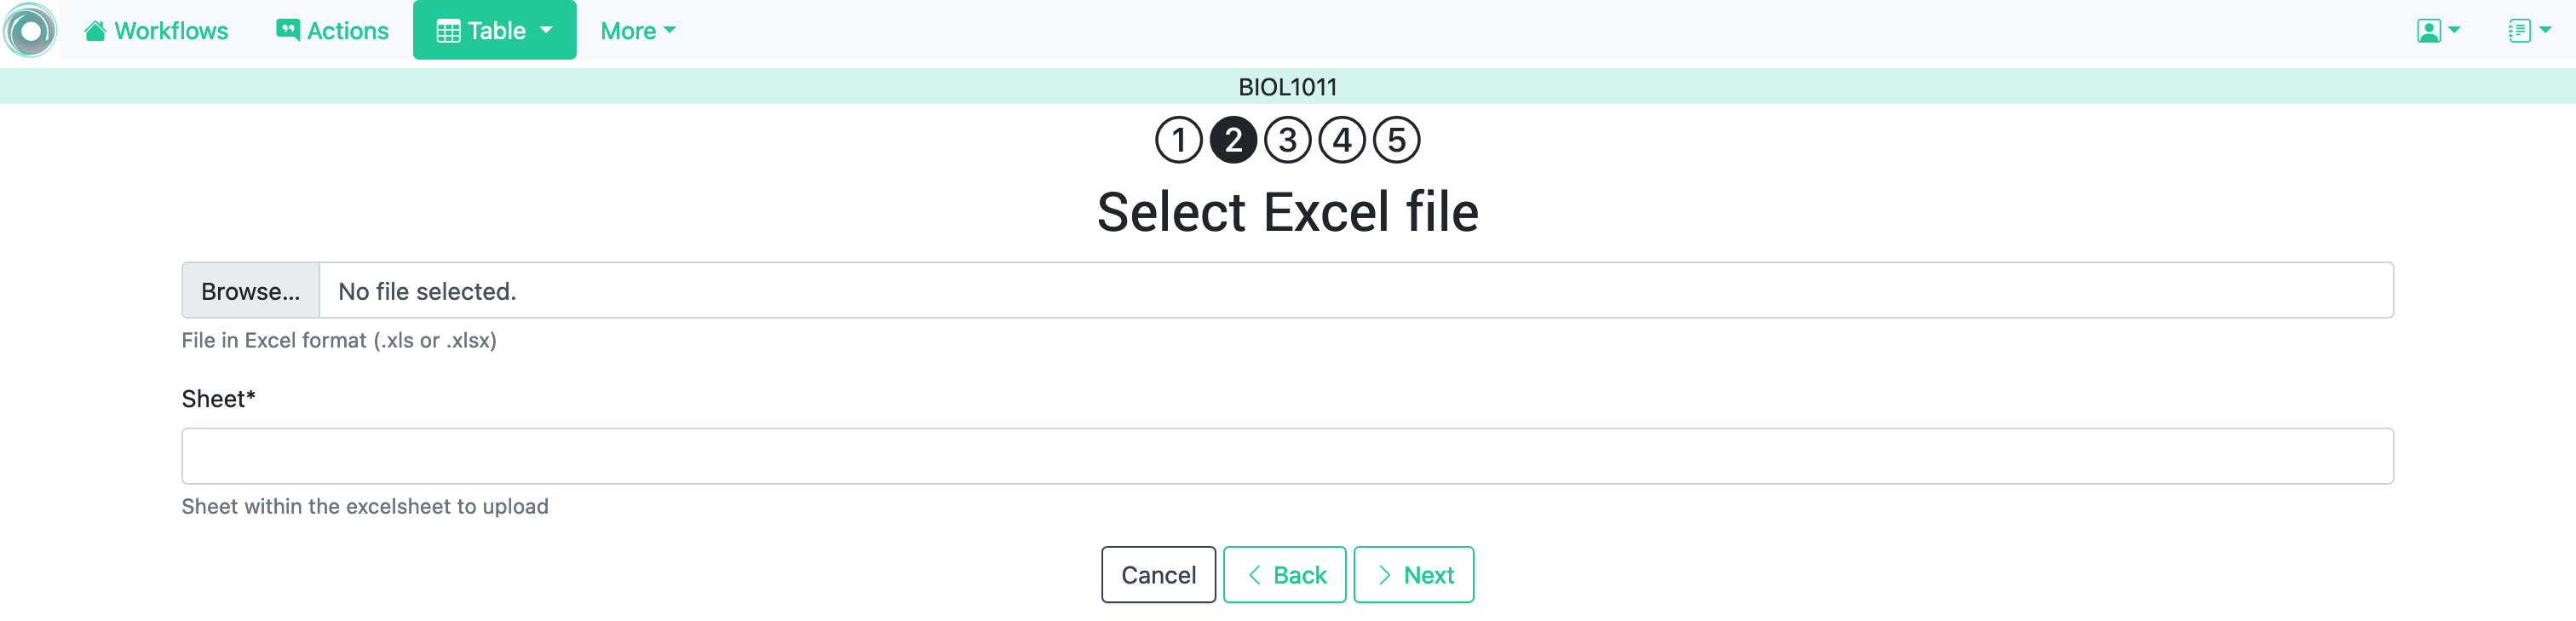 Workflows Actions Table More
BIOL1011
1 2 3 4 5
Select Excel file
Browse... No file selected.
File in Excel format (.xls or .xlsx)
Sheet*
Sheet within the excelsheet to upload
Cancel Back Next